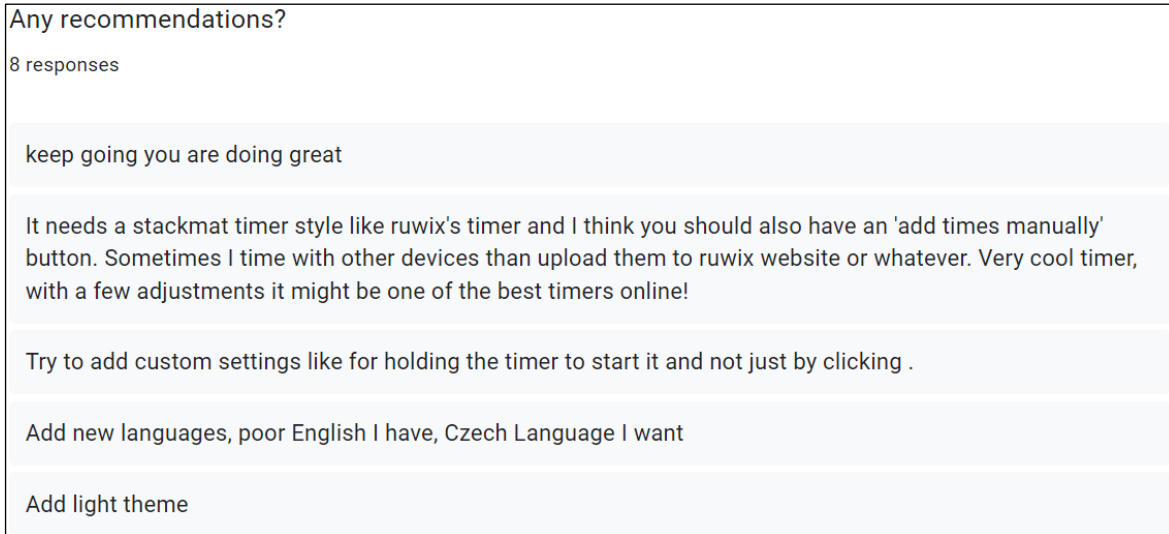 Any recommendations?
8 responses
keep going you are doing great
It needs a stackmat timer style like ruwix's timer and I think you should also have an 'add times manually'
button. Sometimes I time with other devices than upload them to ruwix website or whatever. Very cool timer,
with a few adjustments it might be one of the best timers online!
Try to add custom settings like for holding the timer to start it and not just by clicking .
Add new languages, poor English I have, Czech Language I want
Add light theme